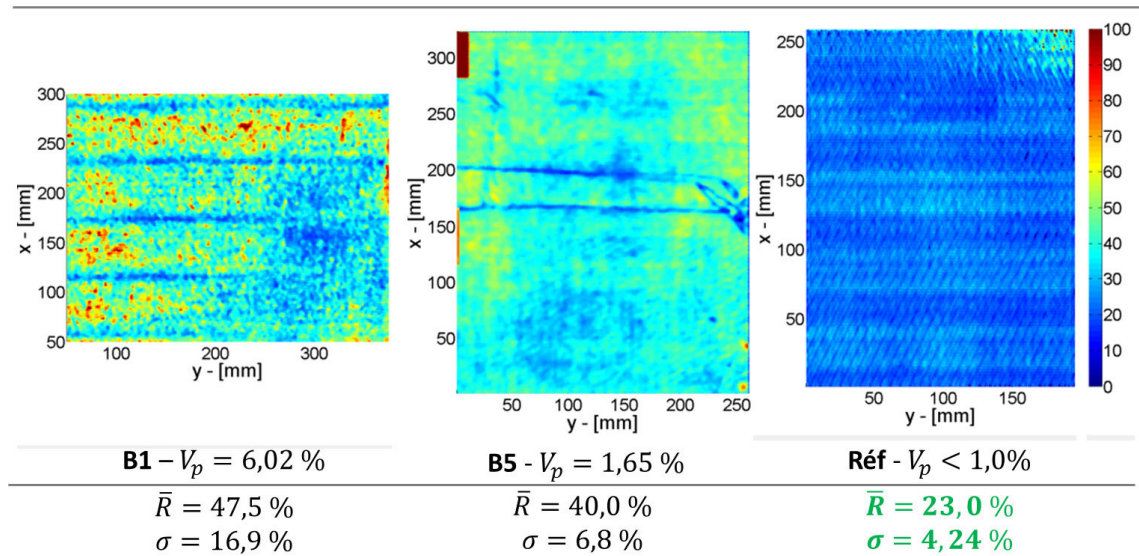 300
250
200
150
100
50
x - [mm]
100 200 300
y - [mm]
300
250
200
150
100
50
x - [mm]
50 100 150 200 250
y - [mm]
250
200
150
100
50
x - [mm]
50 100 150
y - [mm]
100
90
80
70
60
50
40
30
20
10
0
B1 – Vp = 6,02 %
B5 - Vp = 1,65 %
Réf - Vp < 1,0%
R̄ = 47,5 %
R̄ = 40,0 %
R̄ = 23,0 %
σ = 16,9 %
σ = 6,8 %
σ = 4,24 %